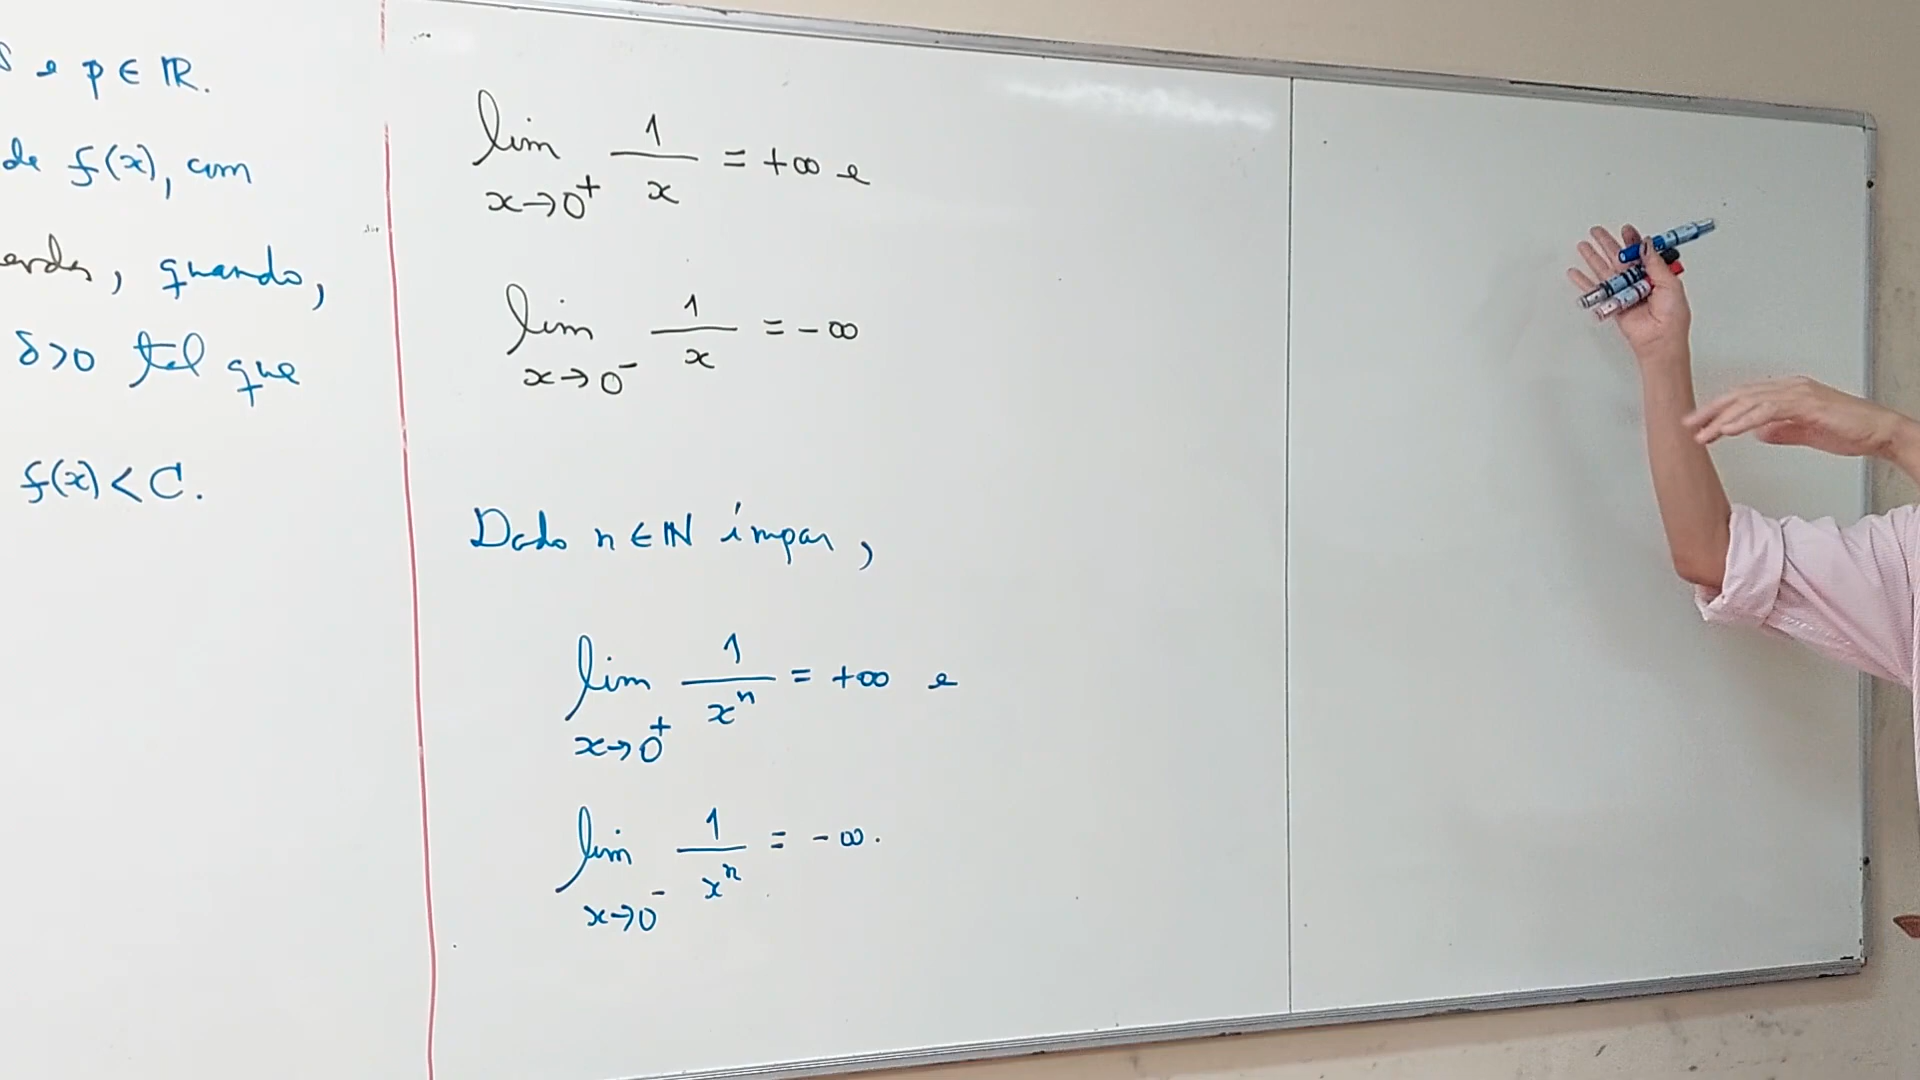 e p ∈ ℝ.
de f(x), com
quando,
δ>0 tal que
f(x) < C.
lim 1/x = +∞ e
x→0⁺
lim 1/x = -∞
x→0⁻
Dado n ∈ ℕ ímpar,
lim 1/xⁿ = +∞ e
x→0⁺
lim 1/xⁿ = -∞.
x→0⁻